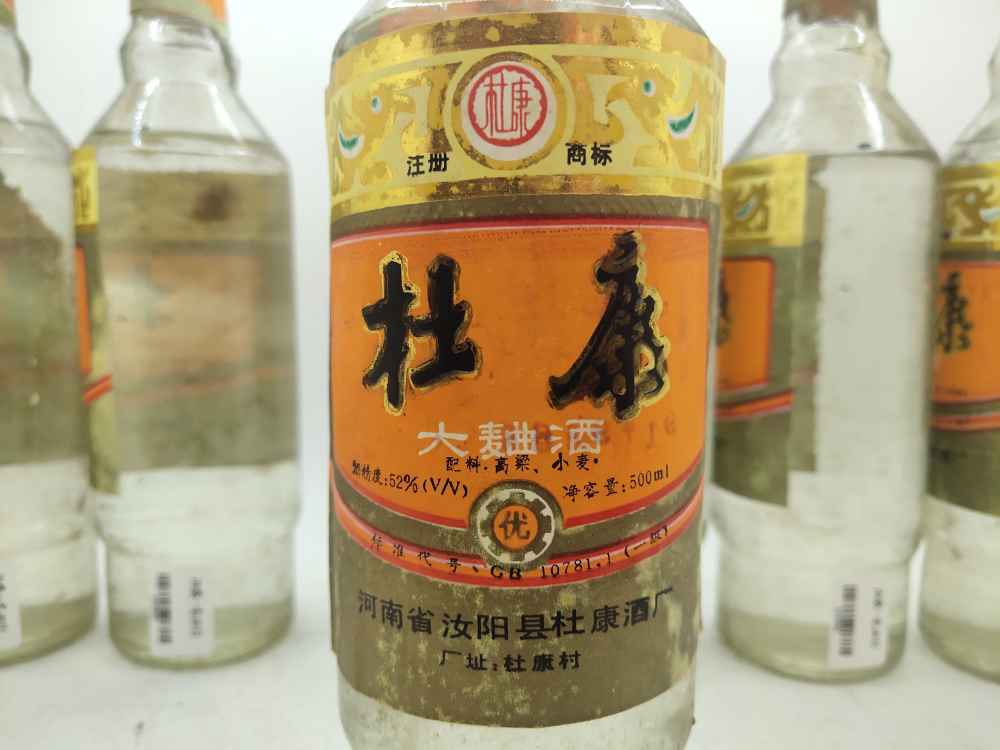 杜康
注册 商标
杜康
大麯酒
配料:高粱、小麦.
酒精度:52%(V/V) 净容量:500ml
优
标准代号、GB 10781.1(一级)
河南省汝阳县杜康酒厂
厂址:杜康村